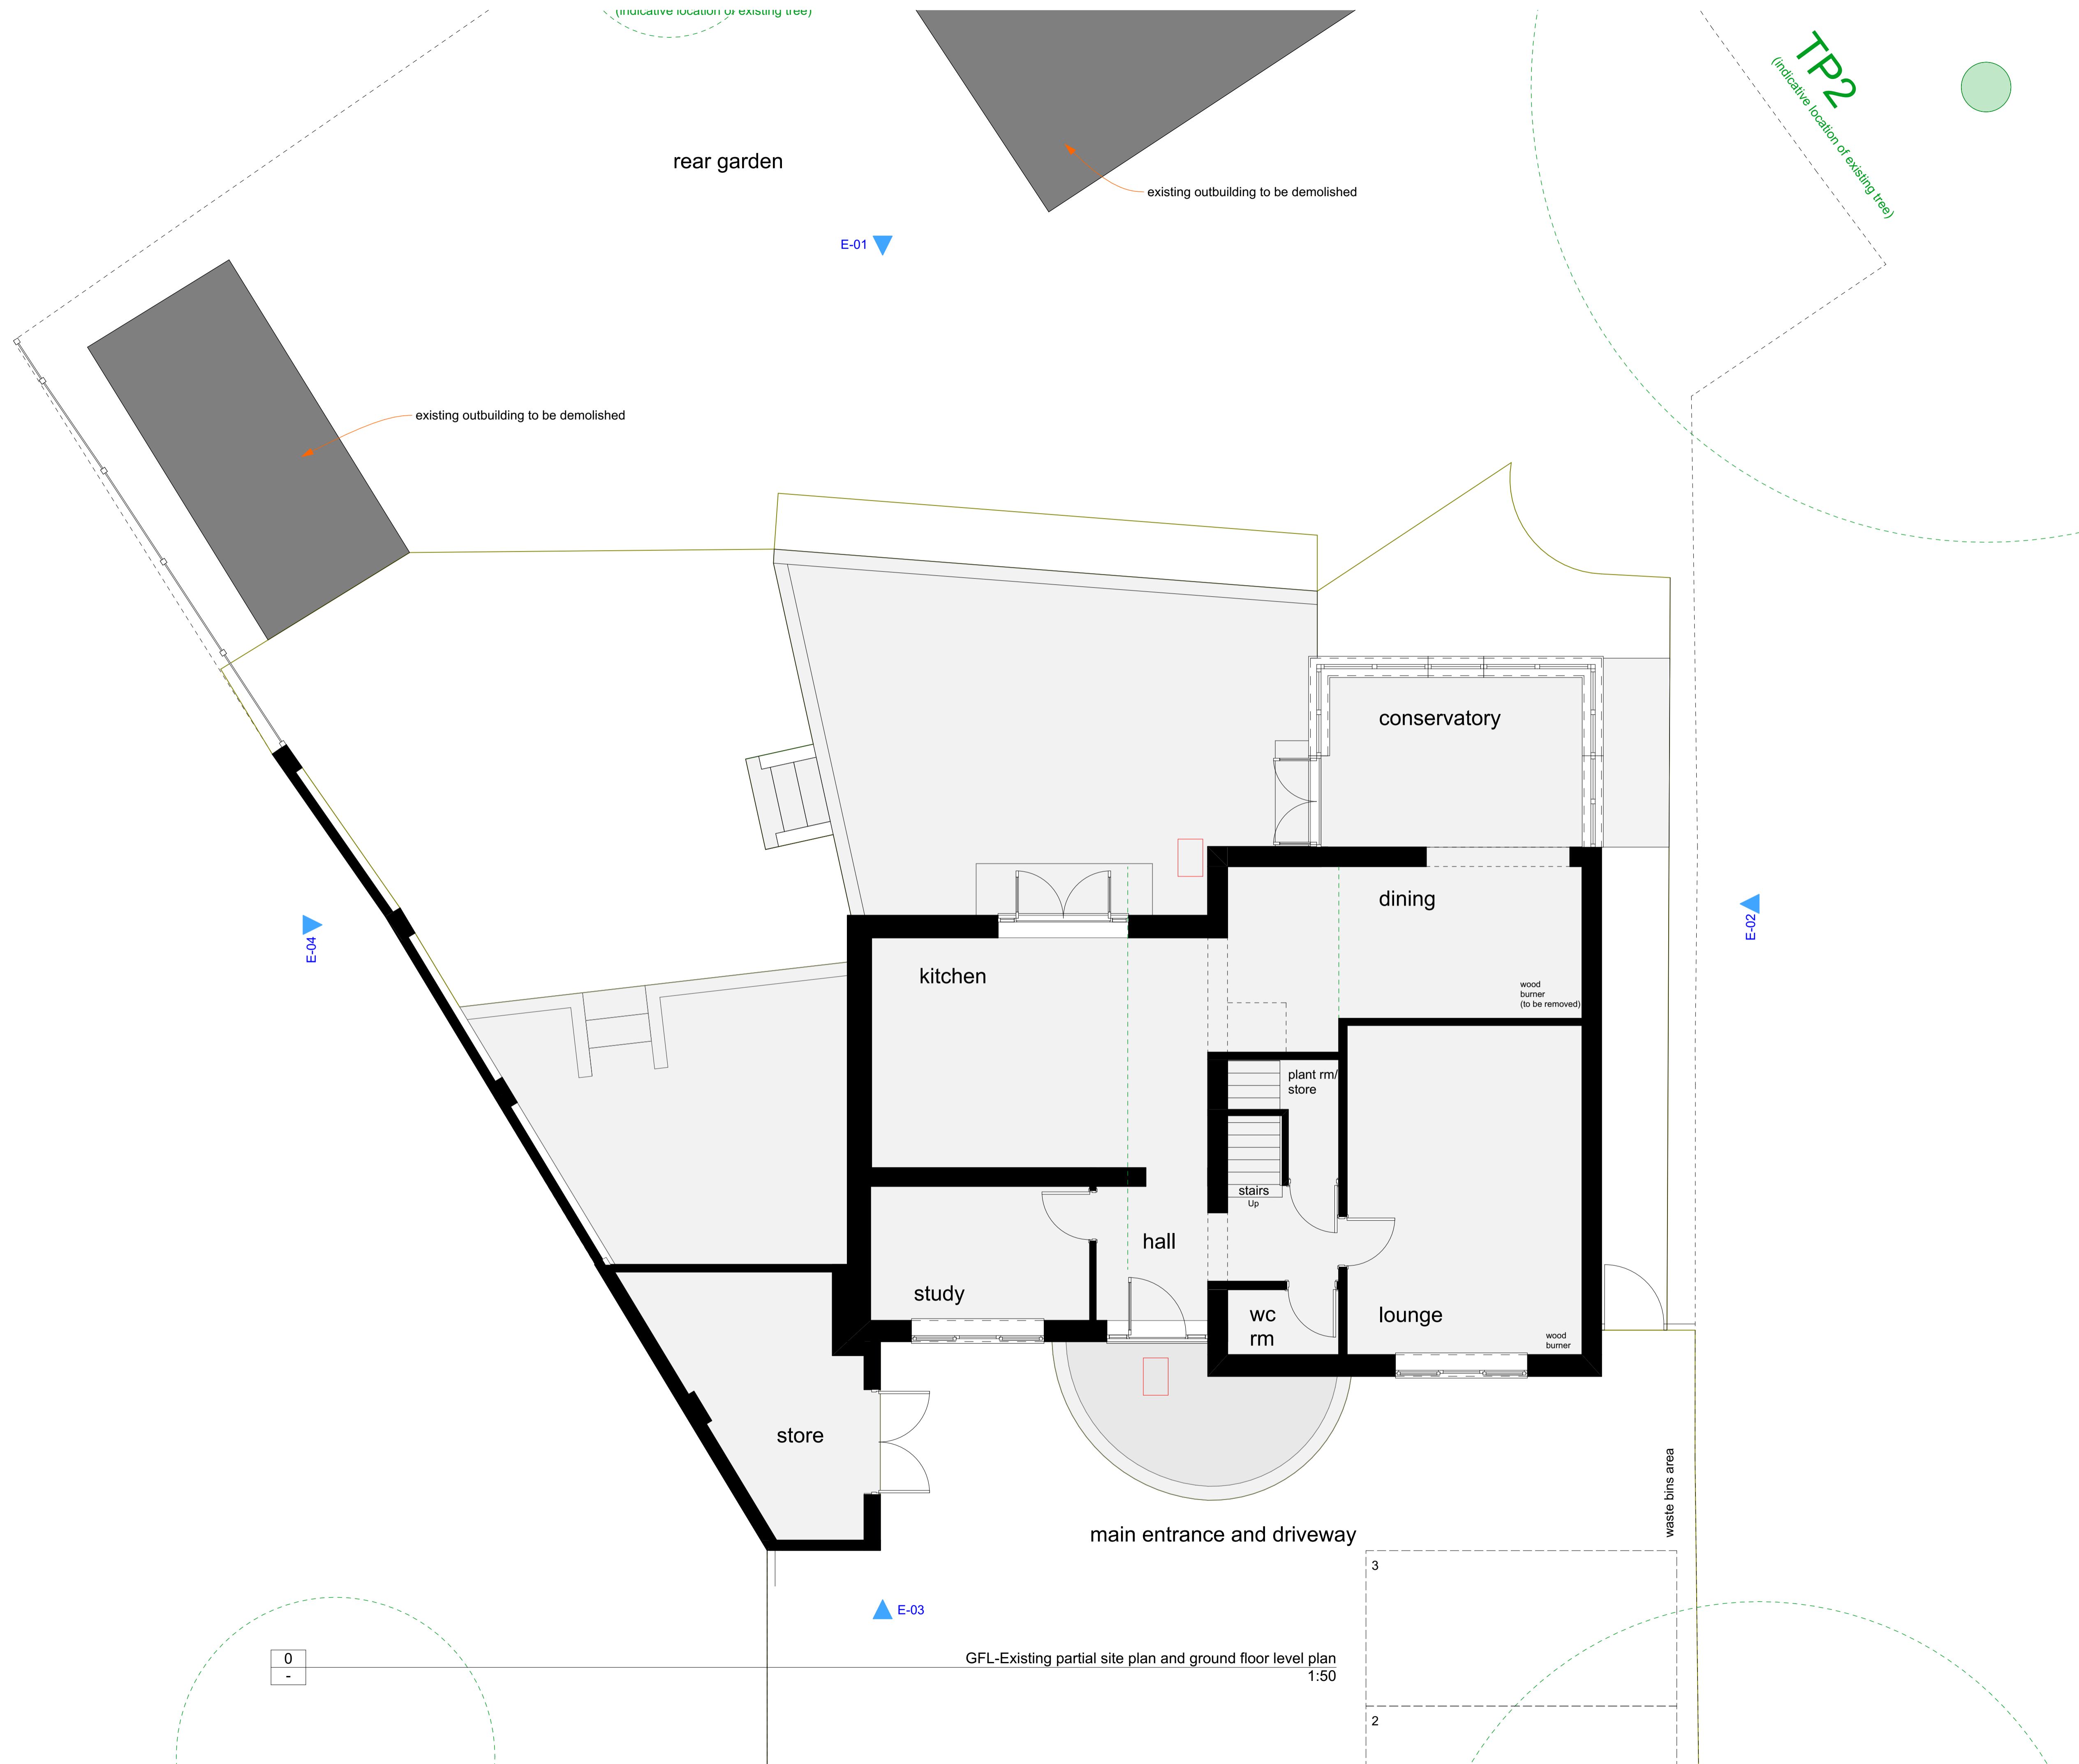 (indicative location of existing tree)
TP2
(indicative location of existing tree)
rear garden
existing outbuilding to be demolished
E-01
existing outbuilding to be demolished
conservatory
dining
E-02
E-04
kitchen
wood
burner
(to be removed)
plant rm/
store
stairs
Up
hall
study
wc
rm
lounge
wood
burner
store
waste bins area
main entrance and driveway
3
E-03
0
-
GFL-Existing partial site plan and ground floor level plan
1:50
2